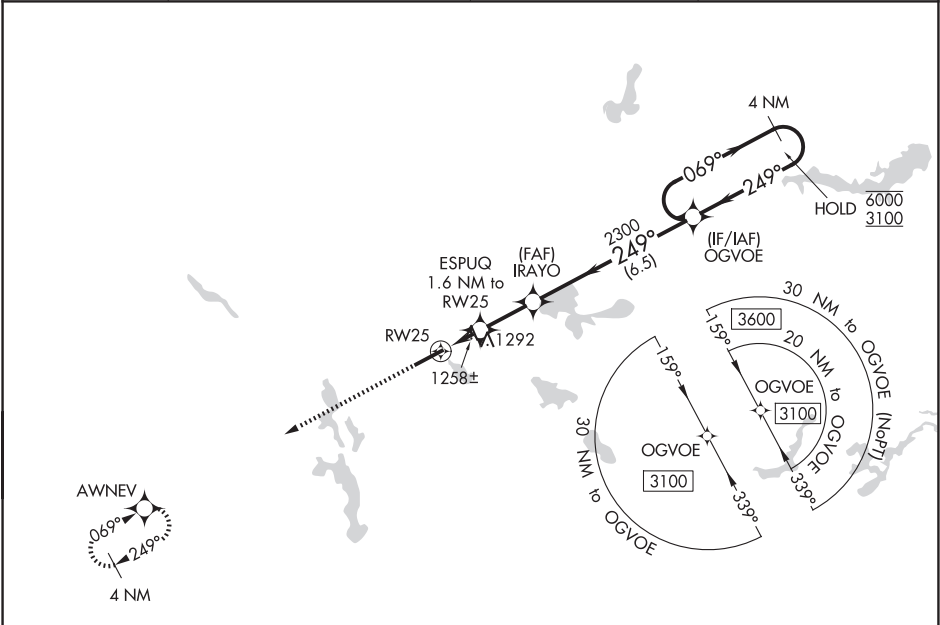 4 NM
069°
249°
HOLD
6000
3100
2300
249°
(6.5)
(IF/IAF)
OGVOE
(FAF)
IRAYO
ESPUQ
1.6 NM to
RW25
RW25
1292
1258±
30 NM to OGVOE (NoPT)
159°
3600
20 NM to OGVOE
OGVOE
3100
339°
159°
OGVOE
3100
339°
30 NM to OGVOE
AWNEV
069°
249°
4 NM